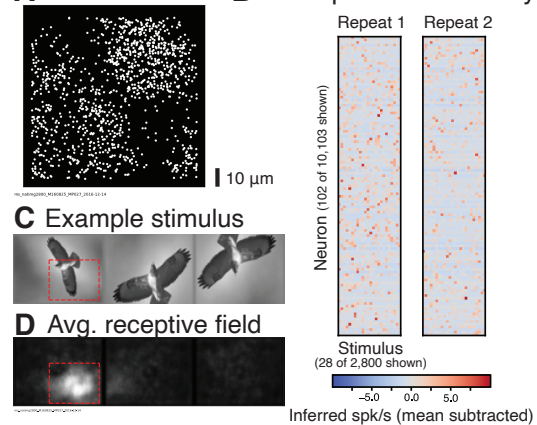 Repeat 1
Repeat 2
Neuron (102 of 10,103 shown)
10 µm
C Example stimulus
D Avg. receptive field
Stimulus
(28 of 2,800 shown)
-5.0 0.0 5.0
Inferred spk/s (mean subtracted)